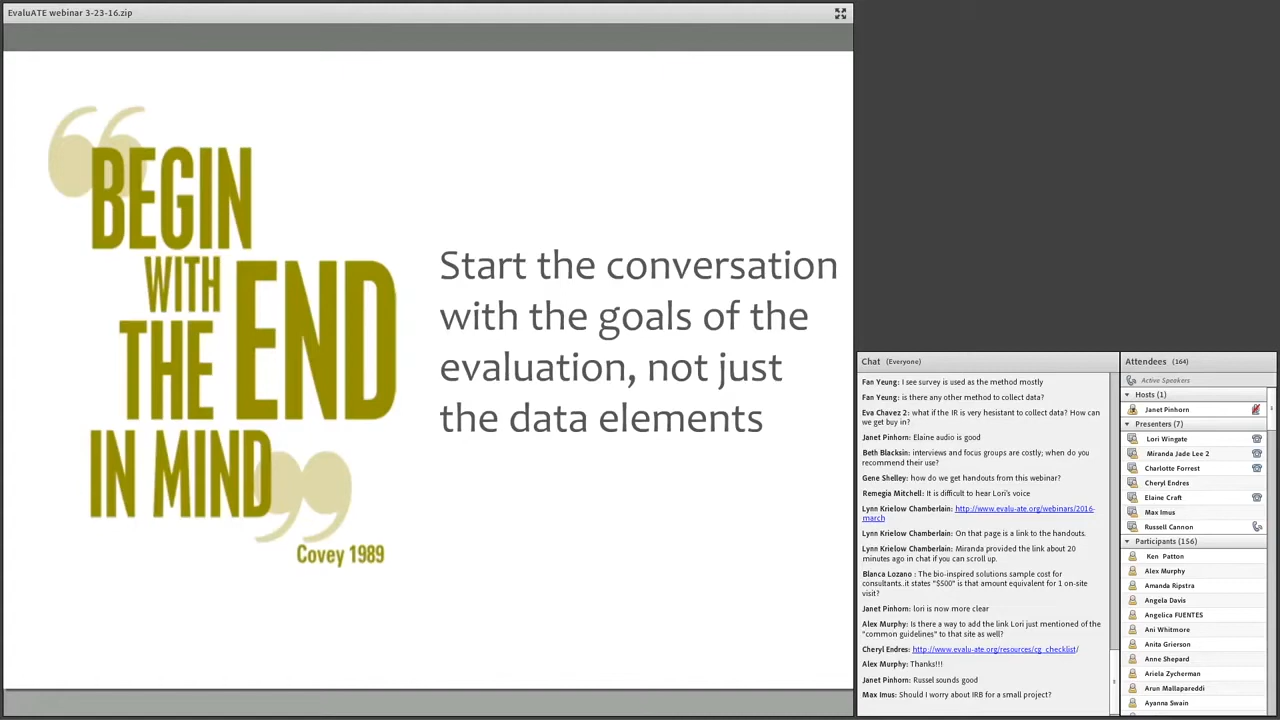 EvaluATE webinar 3-23-16.zip
“BEGIN
WITH
THE END
IN MIND”
Covey 1989
Start the conversation
with the goals of the
evaluation, not just
the data elements
Chat (Everyone)
Fan Yeung: I see survey is used as the method mostly
Fan Yeung: is there any other method to collect data?
Eva Chavez 2: what if the IR is very hesistant to collect data? How can
we get buy in?
Janet Pinhorn: Elaine audio is good
Beth Blacksin: interviews and focus groups are costly; when do you
recommend their use?
Gene Shelley: how do we get handouts from this webinar?
Remegia Mitchell: It is difficult to hear Lori's voice
Lynn Krielow Chamberlain: http://www.evalu-ate.org/webinars/2016-
march
Lynn Krielow Chamberlain: On that page is a link to the handouts.
Lynn Krielow Chamberlain: Miranda provided the link about 20
minutes ago in chat if you can scroll up.
Blanca Lozano : The bio-inspired solutions sample cost for
consultants..it states "$500" is that amount equivalent for 1 on-site
visit?
Janet Pinhorn: lori is now more clear
Alex Murphy: Is there a way to add the link Lori just mentioned of the
"common guidelines" to that site as well?
Cheryl Endres: http://www.evalu-ate.org/resources/cg_checklist/
Alex Murphy: Thanks!!!
Janet Pinhorn: Russel sounds good
Max Imus: Should I worry about IRB for a small project?
Attendees (164)
Active Speakers
Hosts (1)
Janet Pinhorn
Presenters (7)
Lori Wingate
Miranda Jade Lee 2
Charlotte Forrest
Cheryl Endres
Elaine Craft
Max Imus
Russell Cannon
Participants (156)
Ken Patton
Alex Murphy
Amanda Ripstra
Angela Davis
Angelica FUENTES
Ani Whitmore
Anita Grierson
Anne Shepard
Ariela Zycherman
Arun Mallapareddi
Ayanna Swain